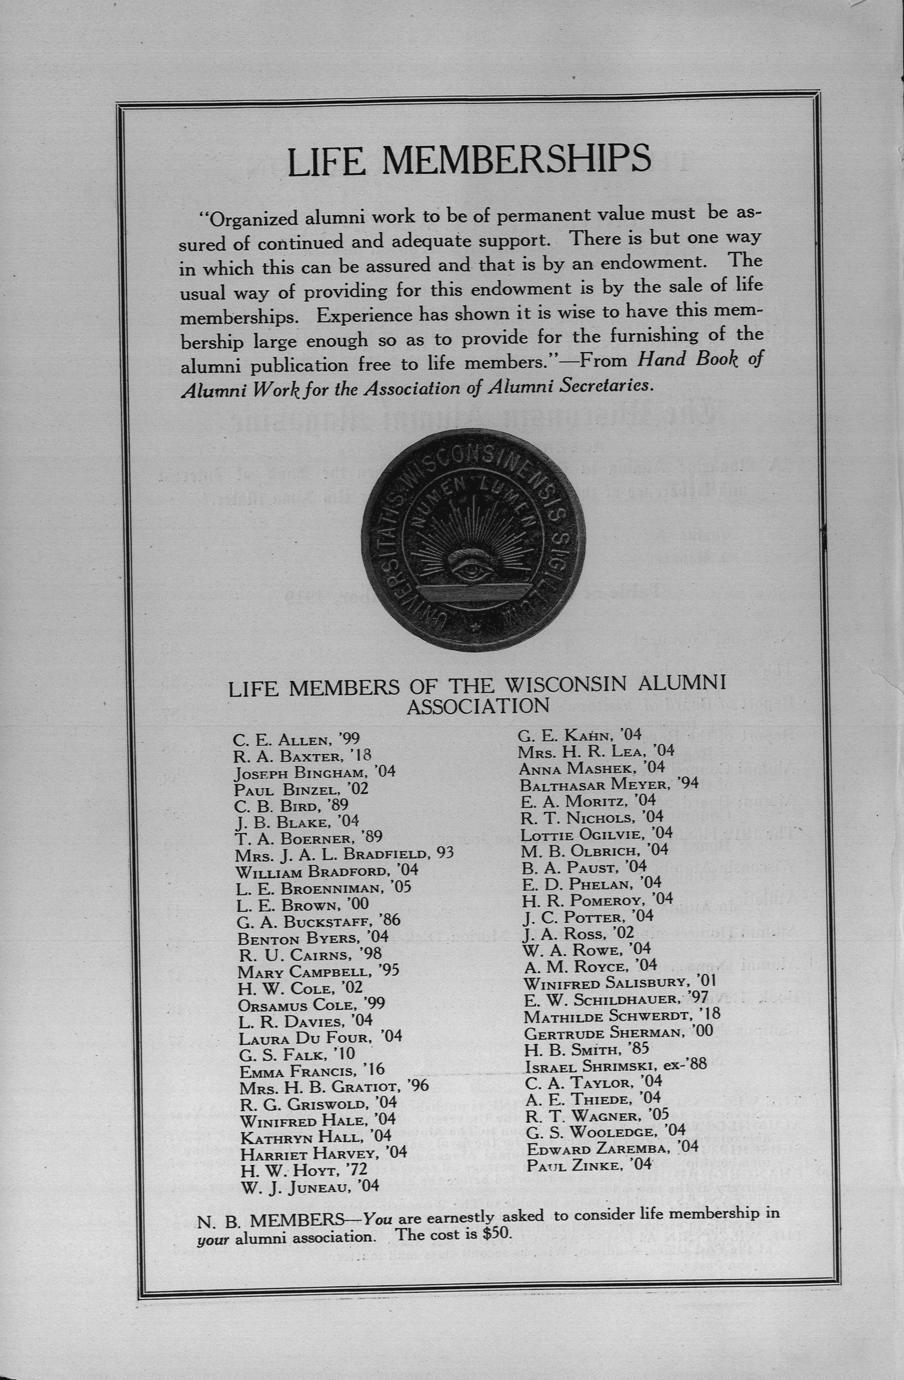 LIFE MEMBERSHIPS
"Organized alumni work to be of permanent value must be as-
sured of continued and adequate support. There is but one way
in which this can be assured and that is by an endowment. The
usual way of providing for this endowment is by the sale of life
memberships. Experience has shown it is wise to have this mem-
bership large enough so as to provide for the furnishing of the
alumni publication free to life members."—From Hand Book of
Alumni Work for the Association of Alumni Secretaries.
UNIVERSITATIS·WISCONSINENSIS SIGILLUM
NUMEN LUMEN
LIFE MEMBERS OF THE WISCONSIN ALUMNI
ASSOCIATION
C. E. ALLEN, '99
R. A. BAXTER, '18
JOSEPH BINGHAM, '04
PAUL BINZEL, '02
C. B. BIRD, '89
J. B. BLAKE, '04
T. A. BOERNER, '89
MRS. J. A. L. BRADFIELD, 93
WILLIAM BRADFORD, '04
L. E. BROENNIMAN, '05
L. E. BROWN, '00
G. A. BUCKSTAFF, '86
BENTON BYERS, '04
R. U. CAIRNS, '98
MARY CAMPBELL, '95
H. W. COLE, '02
ORSAMUS COLE, '99
L. R. DAVIES, '04
LAURA DU FOUR, '04
G. S. FALK, '10
EMMA FRANCIS, '16
MRS. H. B. GRATIOT, '96
R. G. GRISWOLD, '04
WINIFRED HALE, '04
KATHRYN HALL, '04
HARRIET HARVEY, '04
H. W. HOYT, '72
W. J. JUNEAU, '04
G. E. KAHN, '04
MRS. H. R. LEA, '04
ANNA MASHEK, '04
BALTHASAR MEYER, '94
E. A. MORITZ, '04
R. T. NICHOLS, '04
LOTTIE OGILVIE, '04
M. B. OLBRICH, '04
B. A. PAUST, '04
E. D. PHELAN, '04
H. R. POMEROY, '04
J. C. POTTER, '04
J. A. ROSS, '02
W. A. ROWE, '04
A. M. ROYCE, '04
WINIFRED SALISBURY, '01
E. W. SCHILDHAUER, '97
MATHILDE SCHWERDT, '18
GERTRUDE SHERMAN, '00
H. B. SMITH, '85
ISRAEL SHRIMSKI, ex-'88
C. A. TAYLOR, '04
A. E. THIEDE, '04
R. T. WAGNER, '05
G. S. WOOLEDGE, '04
EDWARD ZAREMBA, '04
PAUL ZINKE, '04
N. B. MEMBERS—You are earnestly asked to consider life membership in
your alumni association. The cost is $50.